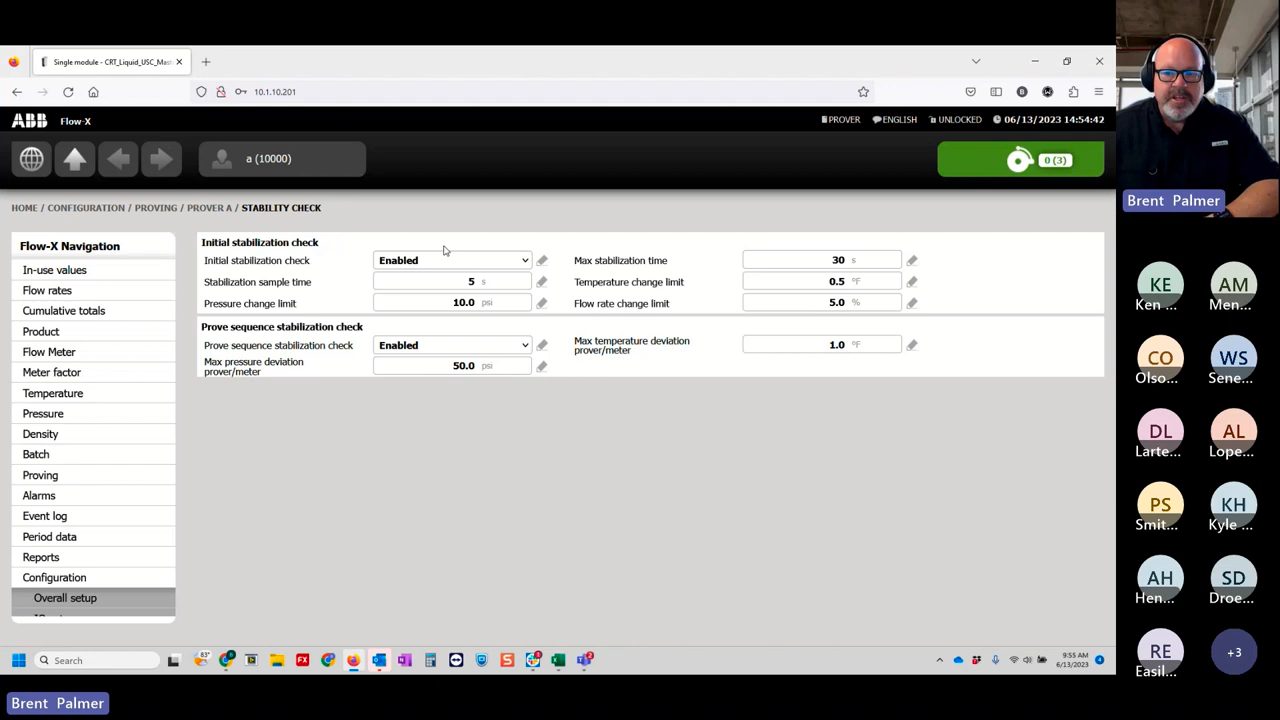 Single module - CRT_Liquid_USC_Mast
10.1.10.201
ABB Flow-X
PROVER ENGLISH UNLOCKED 06/13/2023 14:54:42
a (10000)
0 (3)
HOME / CONFIGURATION / PROVING / PROVER A / STABILITY CHECK
Flow-X Navigation
In-use values
Flow rates
Cumulative totals
Product
Flow Meter
Meter factor
Temperature
Pressure
Density
Batch
Proving
Alarms
Event log
Period data
Reports
Configuration
Overall setup
Initial stabilization check
Initial stabilization check Enabled Max stabilization time 30 s
Stabilization sample time 5 s Temperature change limit 0.5 °F
Pressure change limit 10.0 psi Flow rate change limit 5.0 %
Prove sequence stabilization check
Prove sequence stabilization check Enabled
Max temperature deviation
prover/meter 1.0 °F
Max pressure deviation
prover/meter 50.0 psi
Brent Palmer
KE AM
Ken ... Men...
CO WS
Olso... Sene...
DL AL
Larte... Lope...
PS KH
Smit... Kyle ...
AH SD
Hen... Droe...
RE +3
Easil...
83°
Search
FX
S
9:55 AM
6/13/2023
4
Brent Palmer